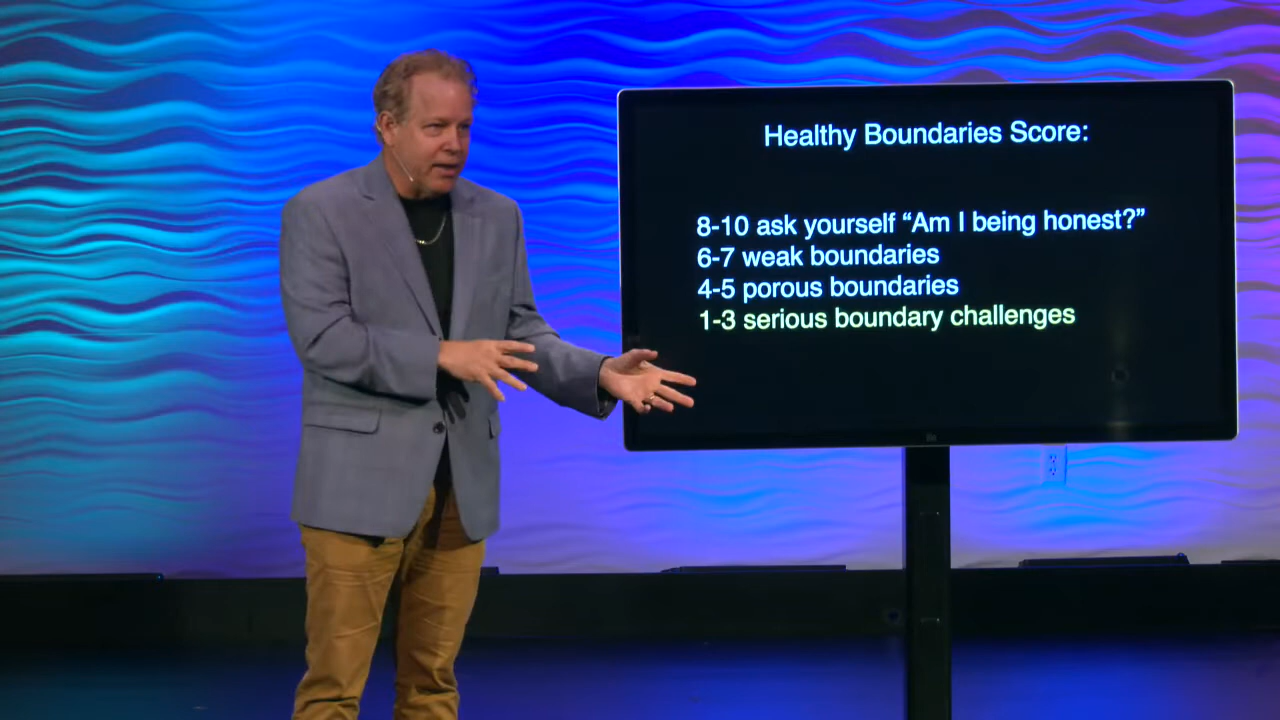 Healthy Boundaries Score:
8-10 ask yourself “Am I being honest?”
6-7 weak boundaries
4-5 porous boundaries
1-3 serious boundary challenges